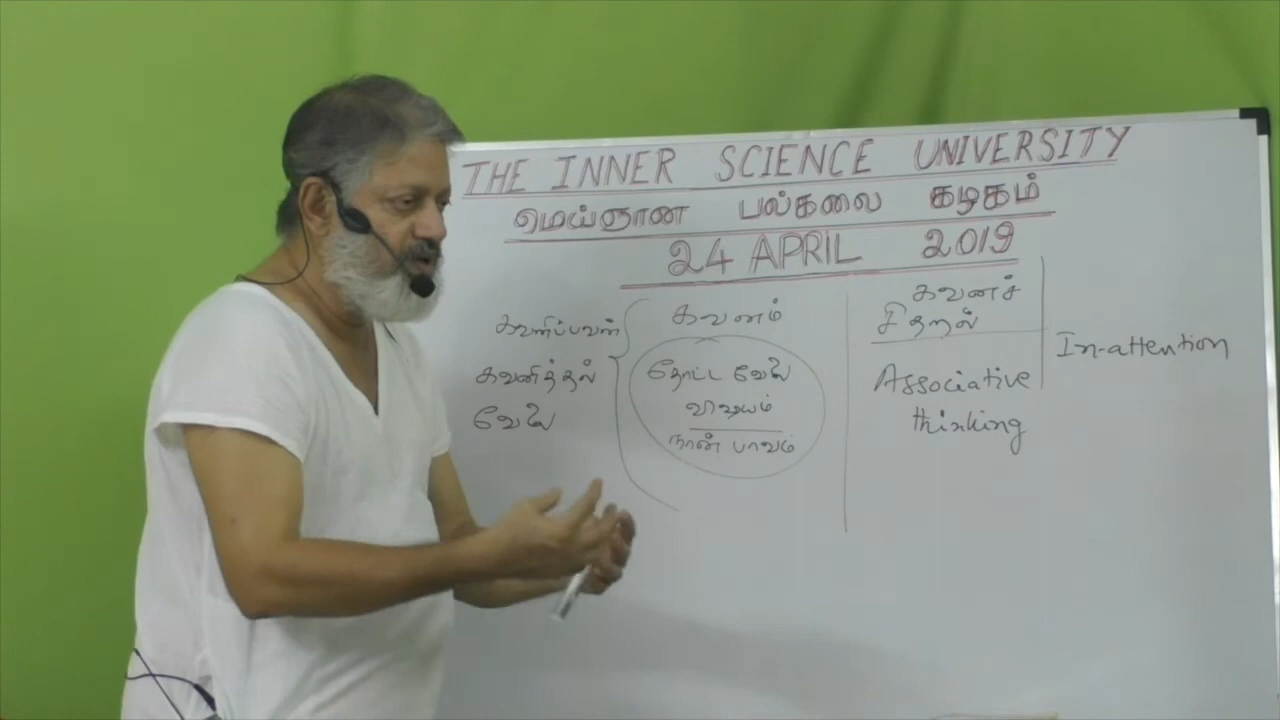 THE INNER SCIENCE UNIVERSITY
மெய்ஞான பல்கலை கழகம்
24 APRIL 2019
கவனிப்பவன்
கவனித்தல்
வேலை
கவனம்
தோட்ட வேலை
விஷயம்
நான் பாவம்
கவனச்
சிதறல்
Associative
thinking
In-attention